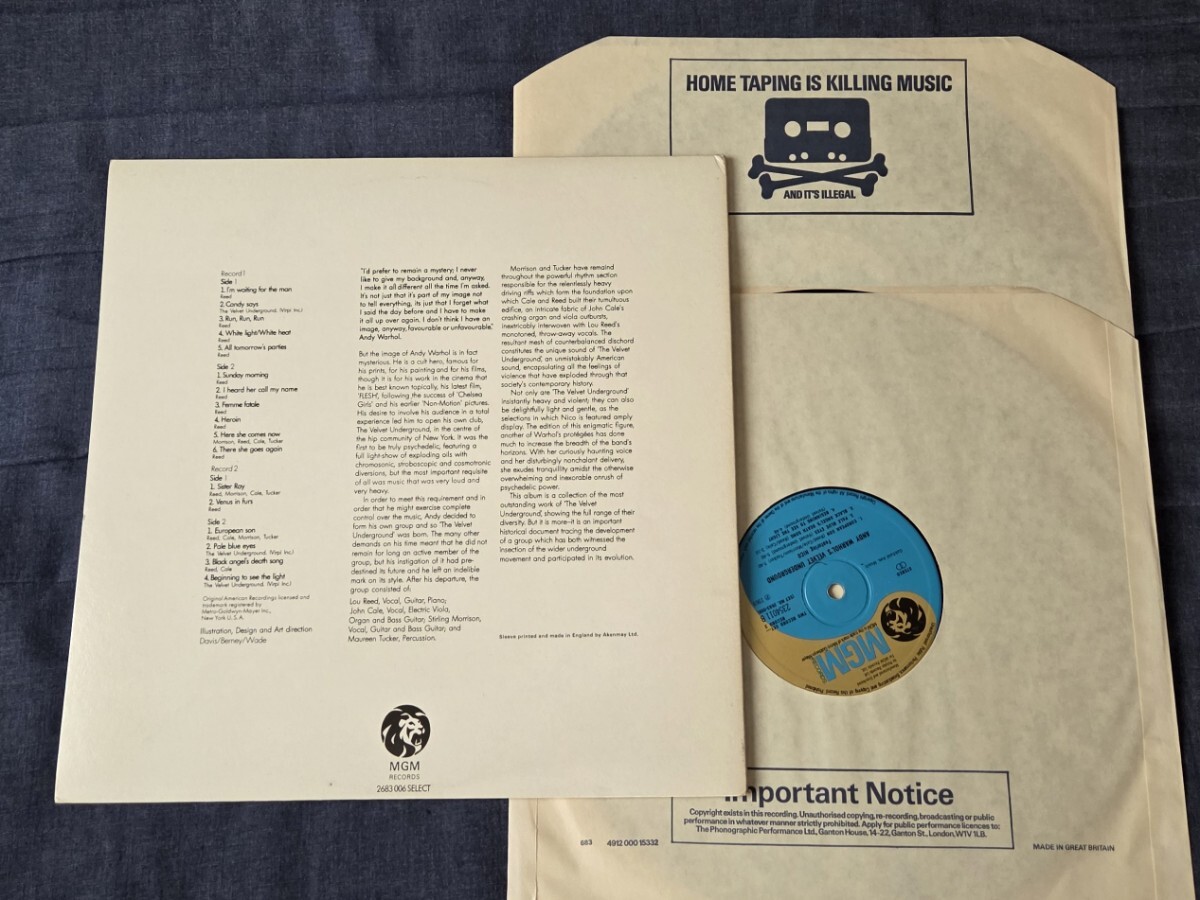 HOME TAPING IS KILLING MUSIC
AND IT'S ILLEGAL
Record 1
Side 1
1. I'm waiting for the man
Reed
2. Candy says
The Velvet Underground. (Virpi Inc.)
3. Run, Run, Run
Reed
4. White light/White heat
Reed
5. All tomorrow's parties
Reed
Side 2
1. Sunday morning
Reed
2. I heard her call my name
Reed
3. Femme fatale
Reed
4. Heroin
Reed
5. Here she comes now
Morrison, Reed, Cale, Tucker
6. There she goes again
Reed
Record 2
Side 1
1. Sister Ray
Reed, Morrison, Cale, Tucker
2. Venus in furs
Reed
Side 2
1. European son
Reed, Cale, Morrison, Tucker
2. Pale blue eyes
The Velvet Underground. (Virpi Inc.)
3. Black angel's death song
Reed, Cale
4. Beginning to see the light
The Velvet Underground. (Virpi Inc.)
Original American Recordings licensed and
trademark registered by
Metro-Goldwyn-Mayer Inc.,
New York U.S.A.
Illustration, Design and Art direction
Davis/Berney/Wade
"I'd prefer to remain a mystery; I never
like to give my background and, anyway,
I make it all different all the time I'm asked.
It's not just that it's part of my image not
to tell everything, its just that I forget what
I said the day before and I have to make
it all up over again. I don't think I have an
image, anyway, favourable or unfavourable."
Andy Warhol.
But the image of Andy Warhol is in fact
mysterious. He is a cult hero, famous for
his prints, for his painting and for his films,
though it is for his work in the cinema that
he is best known topically, his latest film,
'FLESH', following the success of 'Chelsea
Girls' and his earlier 'Non-Motion' pictures.
His desire to involve his audience in a total
experience led him to open his own club,
The Velvet Underground, in the centre of
the hip community of New York. It was the
first to be truly psychedelic, featuring a
full light-show of exploding oils with
chromosonic, stroboscopic and cosmotronic
diversions, but the most important requisite
of all was music that was very loud and
very heavy.
In order to meet this requirement and in
order that he might exercise complete
control over the music, Andy decided to
form his own group and so 'The Velvet
Underground' was born. The many other
demands on his time meant that he did not
remain for long an active member of the
group, but his instigation of it had pre-
destined its future and he left an indelible
mark on its style. After his departure, the
group consisted of:
Lou Reed, Vocal, Guitar, Piano;
John Cale, Vocal, Electric Viola,
Organ and Bass Guitar; Stirling Morrison,
Vocal, Guitar and Bass Guitar; and
Maureen Tucker, Percussion.
Morrison and Tucker have remaind
throughout the powerful rhythm section
responsible for the relentlessly heavy
driving riffs which form the foundation upon
which Cale and Reed built their tumultuous
edifice, an intricate fabric of John Cale's
crashing organ and viola outbursts,
inextricably interwoven with Lou Reed's
monotoned, throw-away vocals. The
resultant mesh of counterbalanced discord
constitutes the unique sound of 'The Velvet
Underground', an unmistakably American
sound, encapsulating all the feelings of
violence that have exploded through that
society's contemporary history.
Not only are 'The Velvet Underground'
insistantly heavy and violent; they can also
be delightfully light and gentle, as the
selections in which Nico is featured amply
display. The edition of this enigmatic figure,
another of Warhol's protégées has done
much to increase the breadth of the band's
horizons. With her curiously haunting voice
and her disturbingly nonchalant delivery,
she exudes tranquility amidst the otherwise
overwhelming and inexorable onrush of
psychedelic power.
This album is a collection of the most
outstanding work of 'The Velvet
Underground', showing the full range of their
diversity. But it is more–it is an important
historical document tracing the development
of a group which has both witnessed the
insection of the wider underground
movement and participated in its evolution.
Sleeve printed and made in England by Akenmey Ltd.
MGM
RECORDS
2683 006 SELECT
MGM
ANDY WARHOL'S VELVET UNDERGROUND
FEATURING NICO
STEREO
Important Notice
Copyright exists in this recording. Unauthorised copying, re-recording, broadcasting or public
performance in whatever manner strictly prohibited. Apply for public performance licences to:
The Phonographic Performance Ltd., Ganton House, 14-22, Ganton St., London, W1V 1LB.
883 4912 000 15332
MADE IN GREAT BRITAIN